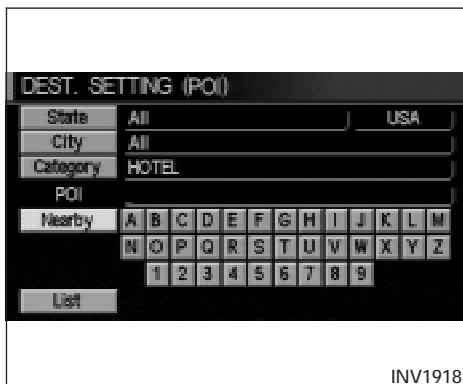 DEST. SETTING (POI)
State All USA
City All
Category HOTEL
POI _
Nearby A B C D E F G H I J K L M
N O P Q R S T U V W X Y Z
1 2 3 4 5 6 7 8 9
List
INV1918